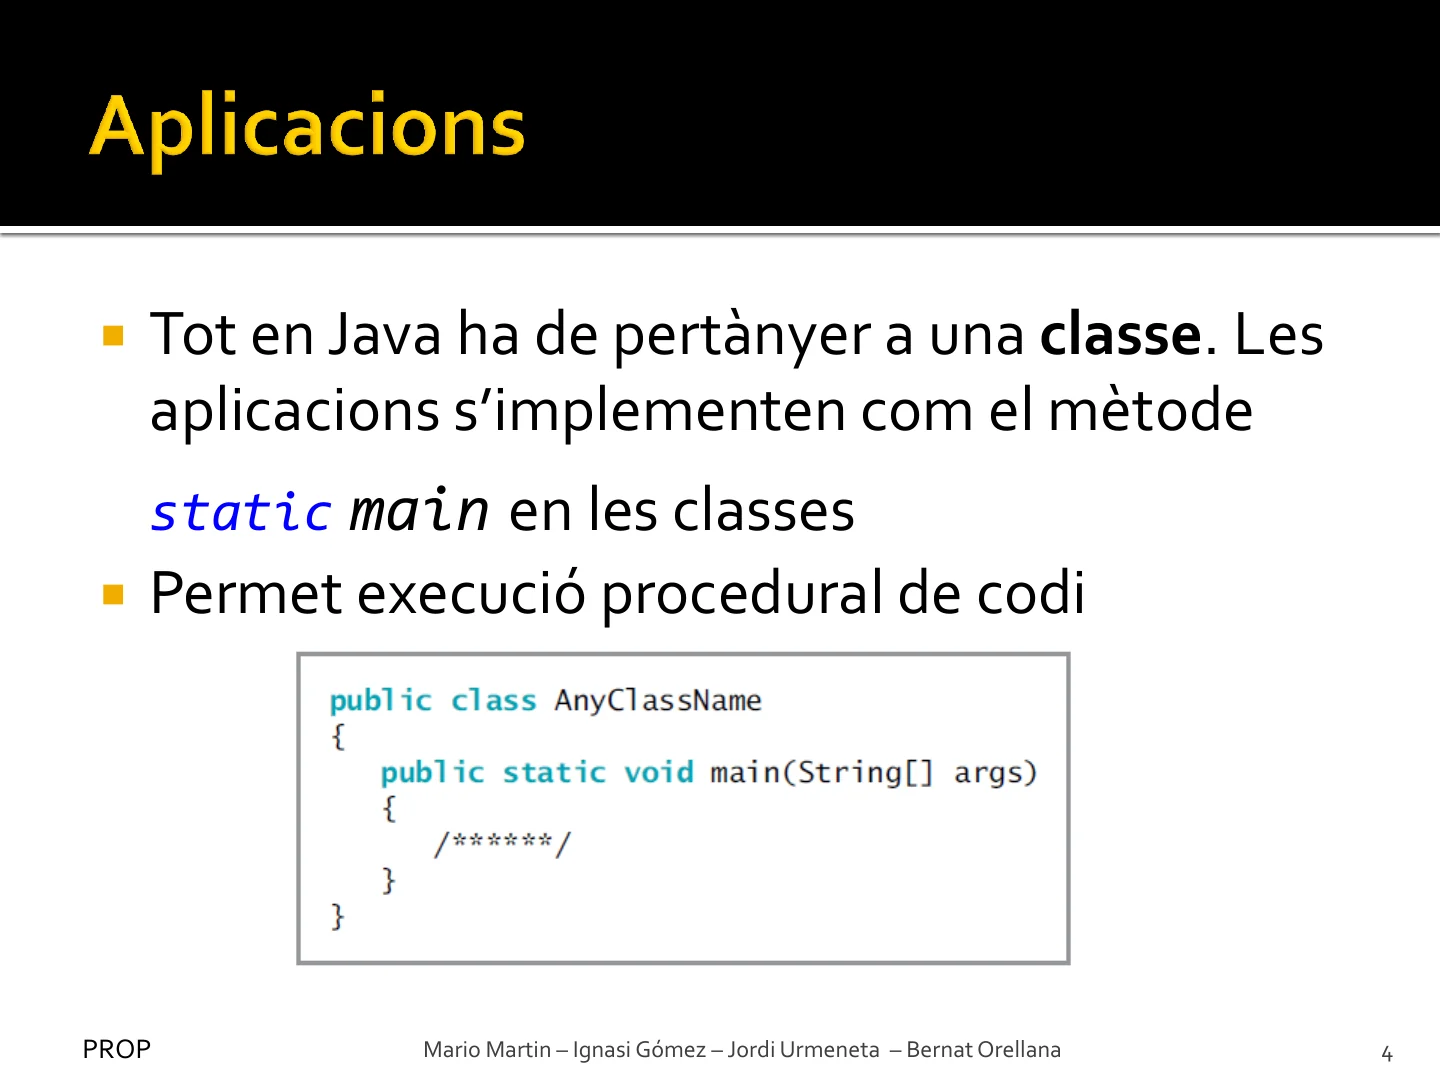 Aplicacions
Tot en Java ha de pertànyer a una classe. Les
aplicacions s’implementen com el mètode
static main en les classes
Permet execució procedural de codi
public class AnyClassName
{
public static void main(String[] args)
{
/******/
}
}
PROP
Mario Martin – Ignasi Gómez – Jordi Urmeneta – Bernat Orellana
4